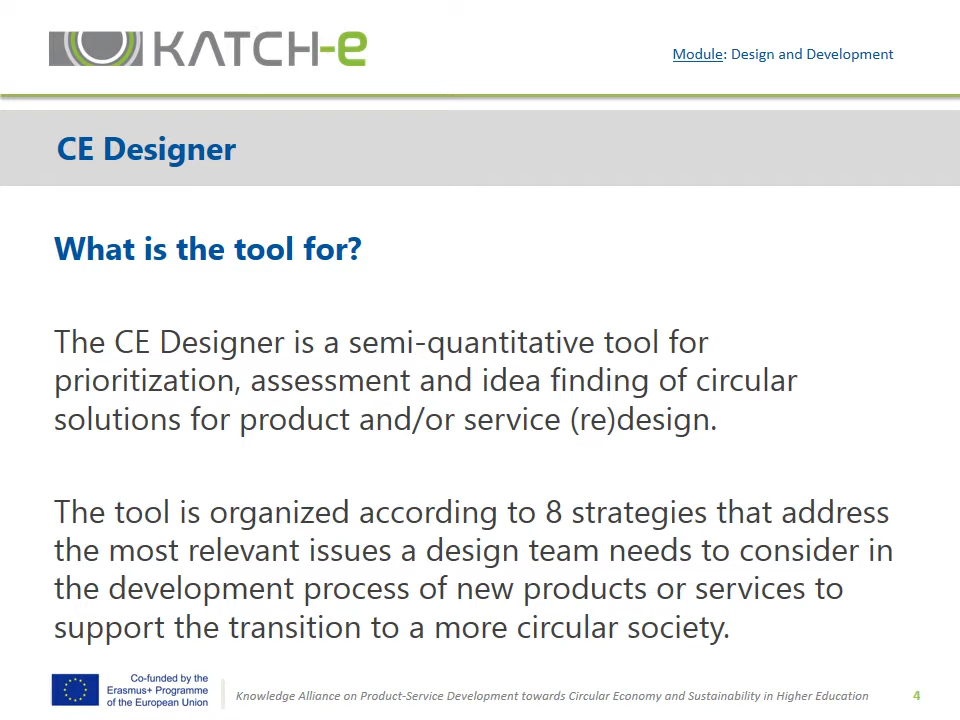 KATCH-e
Module: Design and Development
CE Designer
What is the tool for?
The CE Designer is a semi-quantitative tool for
prioritization, assessment and idea finding of circular
solutions for product and/or service (re)design.
The tool is organized according to 8 strategies that address
the most relevant issues a design team needs to consider in
the development process of new products or services to
support the transition to a more circular society.
Co-funded by the
Erasmus+ Programme
of the European Union
Knowledge Alliance on Product-Service Development towards Circular Economy and Sustainability in Higher Education
4